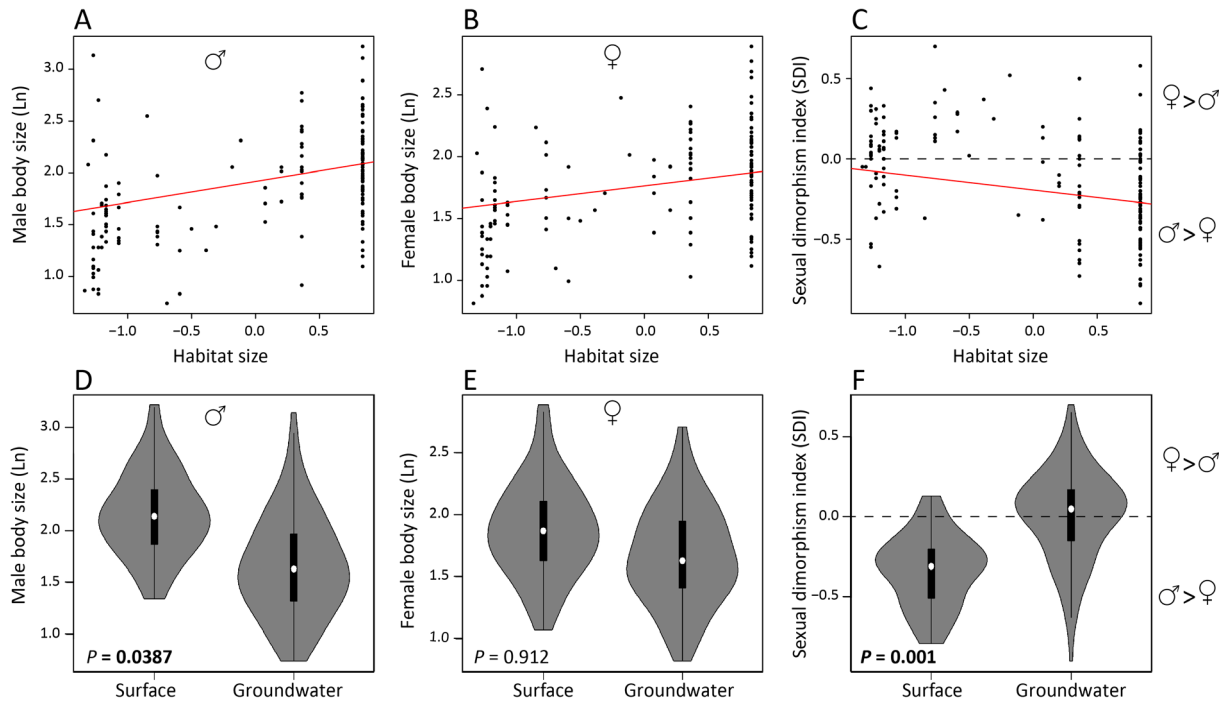 A
B
C
Male body size (Ln)
3.0
2.5
2.0
1.5
1.0
♂
−1.0
−0.5
0.0
0.5
Habitat size
Female body size (Ln)
2.5
2.0
1.5
1.0
♀
−1.0
−0.5
0.0
0.5
Habitat size
Sexual dimorphism index (SDI)
0.5
0.0
−0.5
−1.0
−0.5
0.0
0.5
Habitat size
♀>♂
♂>♀
D
E
F
Male body size (Ln)
3.0
2.5
2.0
1.5
1.0
♂
P = 0.0387
Surface
Groundwater
Female body size (Ln)
2.5
2.0
1.5
1.0
♀
P = 0.912
Surface
Groundwater
Sexual dimorphism index (SDI)
0.5
0.0
−0.5
P = 0.001
Surface
Groundwater
♀>♂
♂>♀